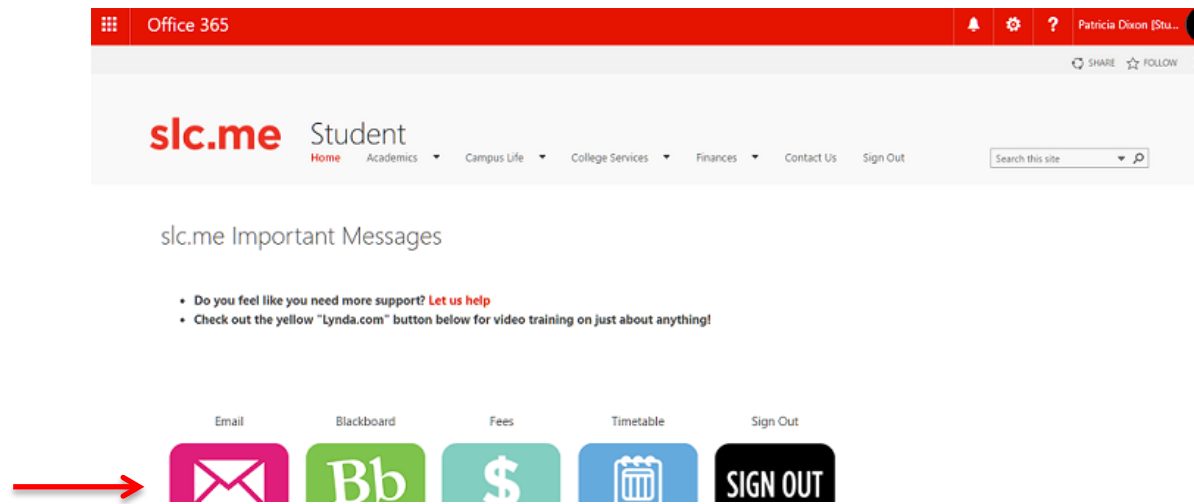 Office 365 ? Patricia Dixon [Stu...
SHARE FOLLOW
slc.me Student
Home Academics Campus Life College Services Finances Contact Us Sign Out Search this site
slc.me Important Messages
• Do you feel like you need more support? Let us help
• Check out the yellow "Lynda.com" button below for video training on just about anything!
Email Blackboard Fees Timetable Sign Out
Bb $ SIGN OUT